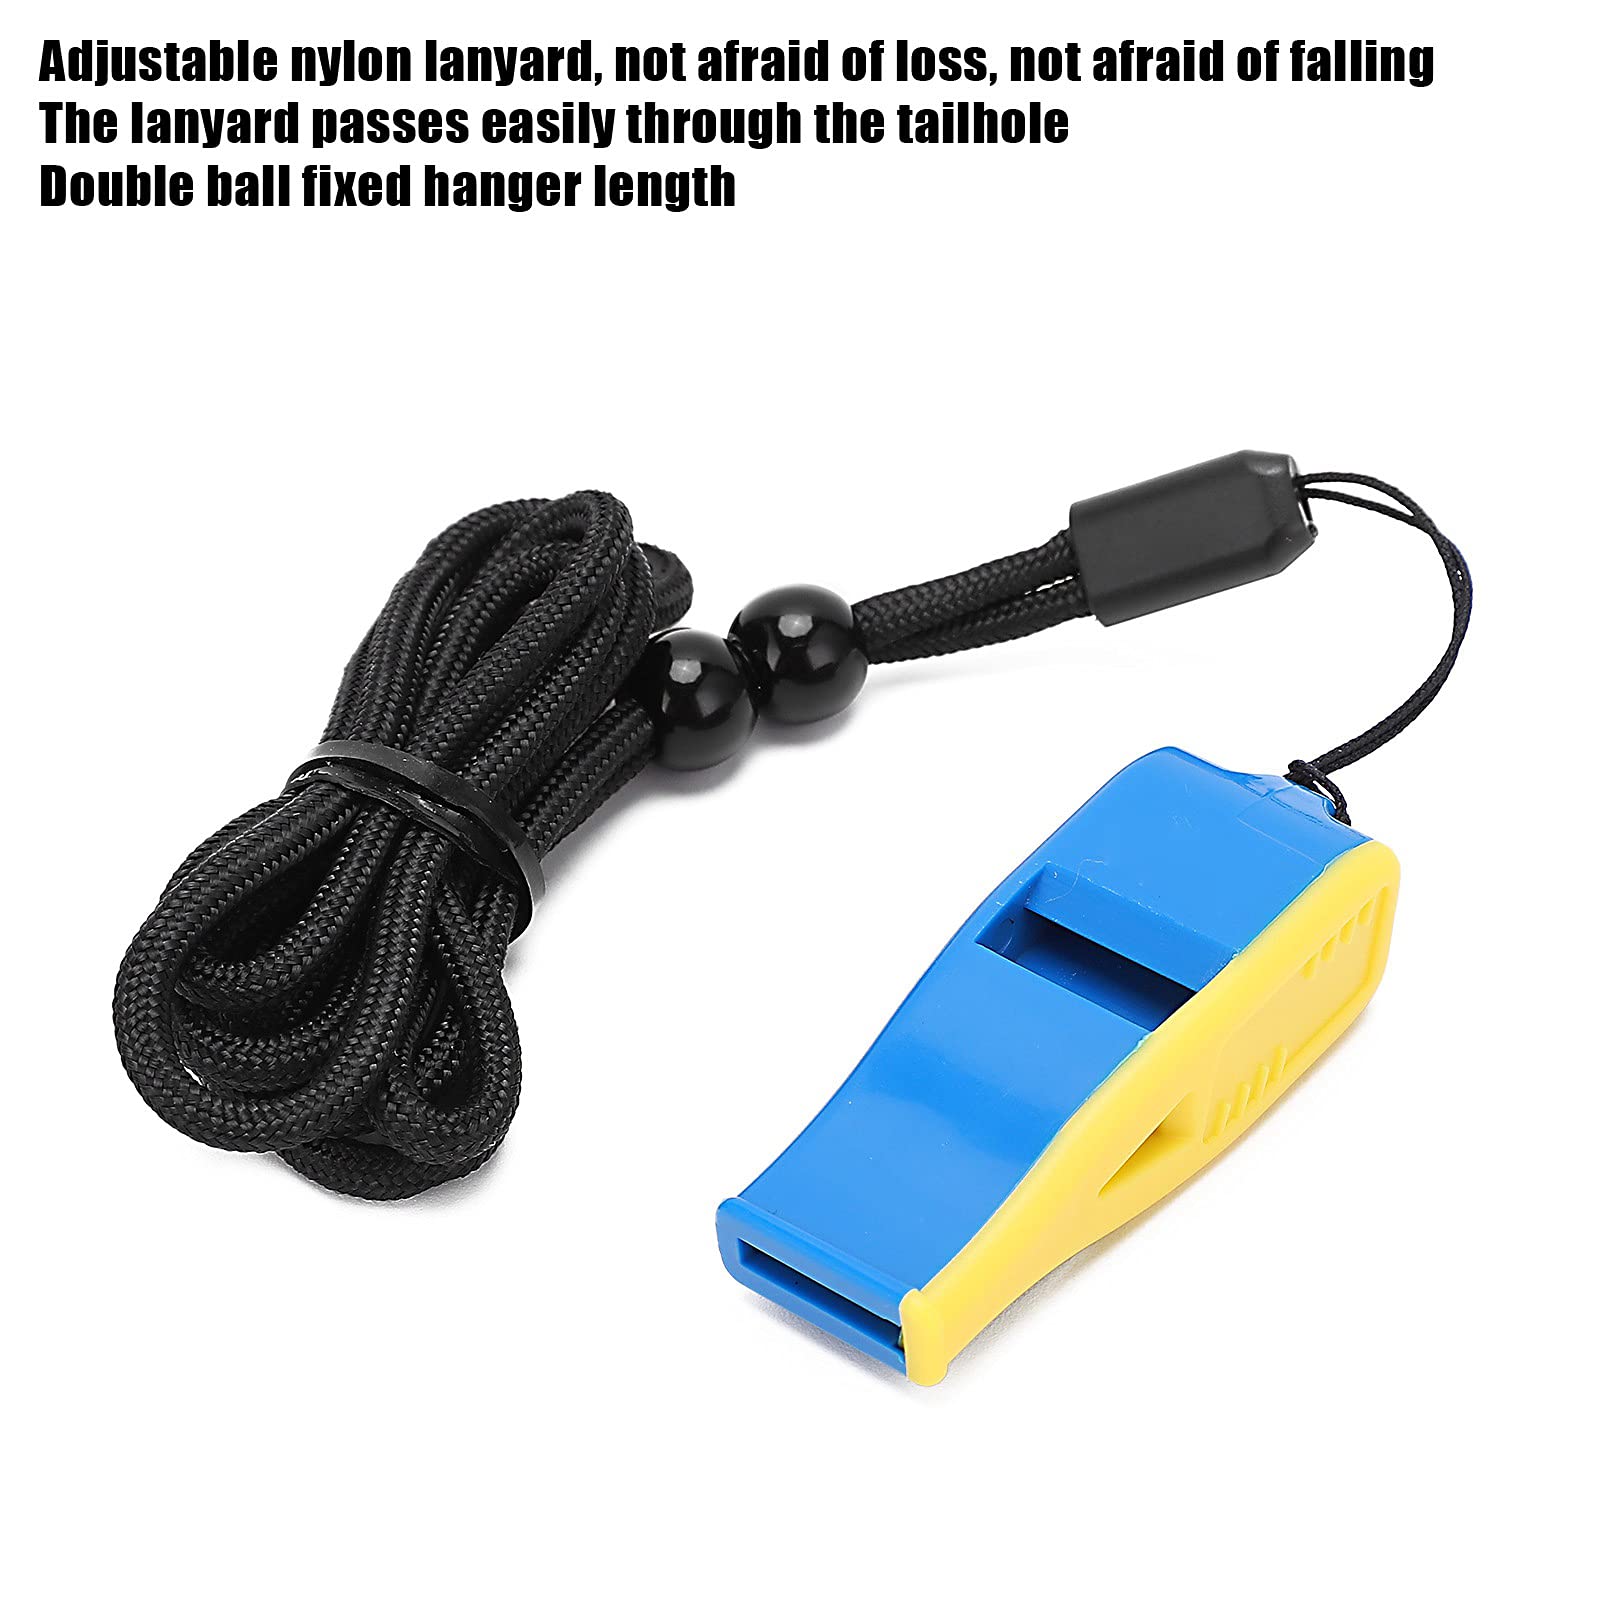 Adjustable nylon lanyard, not afraid of loss, not afraid of falling
The lanyard passes easily through the tailhole
Double ball fixed hanger length